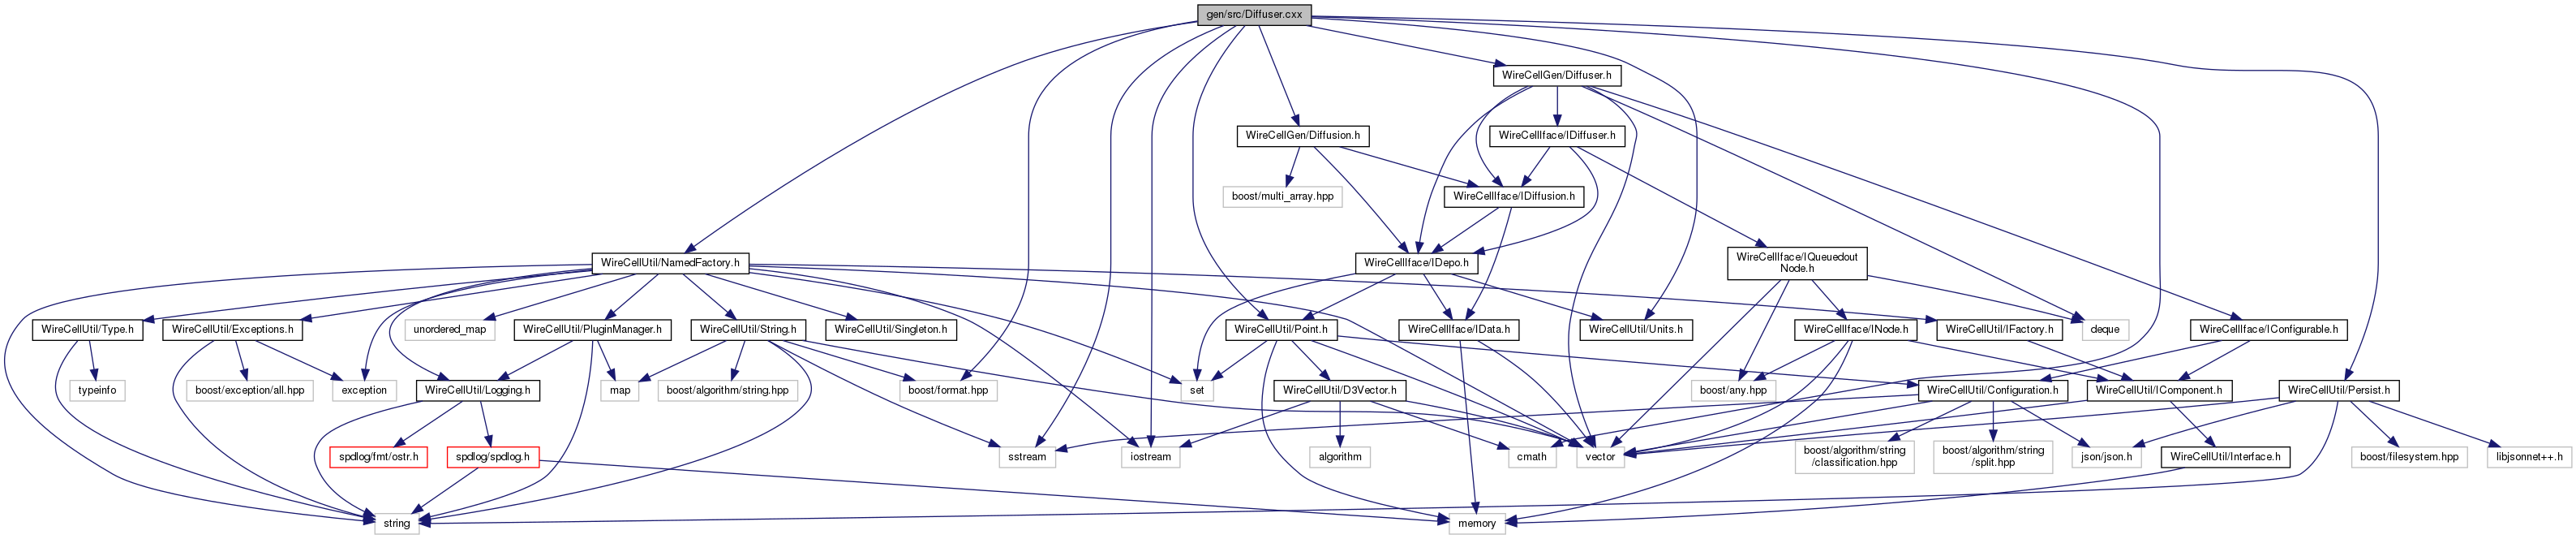 gen/src/Diffuser.cxx
WireCellGen/Diffuser.h
WireCellGen/Diffusion.h
WireCellIface/IDiffuser.h
boost/multi_array.hpp
WireCellIface/IDiffusion.h
WireCellUtil/NamedFactory.h
WireCellIface/IDepo.h
WireCellIface/IQueuedout
Node.h
WireCellUtil/Type.h
WireCellUtil/Exceptions.h
unordered_map
WireCellUtil/PluginManager.h
WireCellUtil/String.h
WireCellUtil/Singleton.h
WireCellUtil/Point.h
WireCellIface/IData.h
WireCellUtil/Units.h
WireCellIface/INode.h
WireCellUtil/IFactory.h
deque
WireCellIface/IConfigurable.h
typeinfo
boost/exception/all.hpp
exception
WireCellUtil/Logging.h
map
boost/algorithm/string.hpp
boost/format.hpp
set
WireCellUtil/D3Vector.h
boost/any.hpp
WireCellUtil/Configuration.h
WireCellUtil/IComponent.h
WireCellUtil/Persist.h
spdlog/fmt/ostr.h
spdlog/spdlog.h
sstream
iostream
algorithm
cmath
vector
boost/algorithm/string
/classification.hpp
boost/algorithm/string
/split.hpp
json/json.h
WireCellUtil/Interface.h
boost/filesystem.hpp
libjsonnet++.h
string
memory